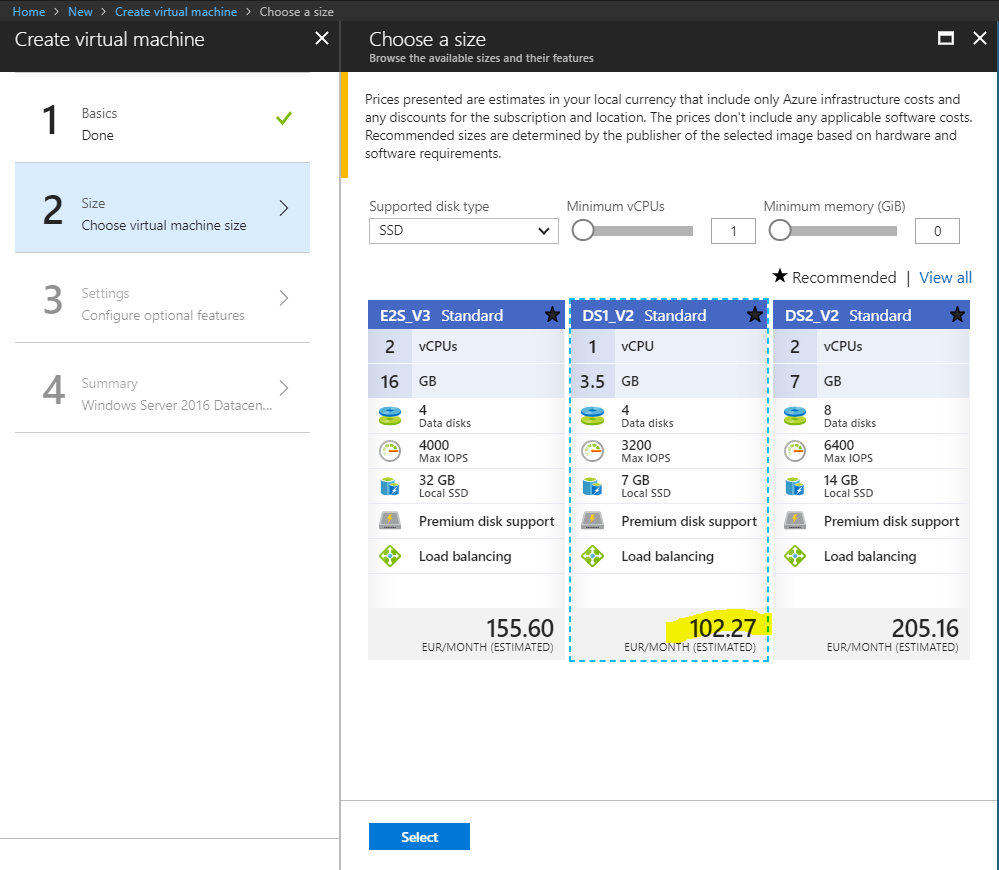 Home > New > Create virtual machine > Choose a size
Create virtual machine
1
Basics
Done
2
Size
Choose virtual machine size
3
Settings
Configure optional features
4
Summary
Windows Server 2016 Datacen...
Choose a size
Browse the available sizes and their features
Prices presented are estimates in your local currency that include only Azure infrastructure costs and
any discounts for the subscription and location. The prices don't include any applicable software costs.
Recommended sizes are determined by the publisher of the selected image based on hardware and
software requirements.
Supported disk type
SSD
Minimum vCPUs
1
Minimum memory (GiB)
0
★ Recommended | View all
E2S_V3 Standard
2 vCPUs
16 GB
4
Data disks
4000
Max IOPS
32 GB
Local SSD
Premium disk support
Load balancing
155.60
EUR/MONTH (ESTIMATED)
DS1_V2 Standard
1 vCPU
3.5 GB
4
Data disks
3200
Max IOPS
7 GB
Local SSD
Premium disk support
Load balancing
102.27
EUR/MONTH (ESTIMATED)
DS2_V2 Standard
2 vCPUs
7 GB
8
Data disks
6400
Max IOPS
14 GB
Local SSD
Premium disk support
Load balancing
205.16
EUR/MONTH (ESTIMATED)
Select